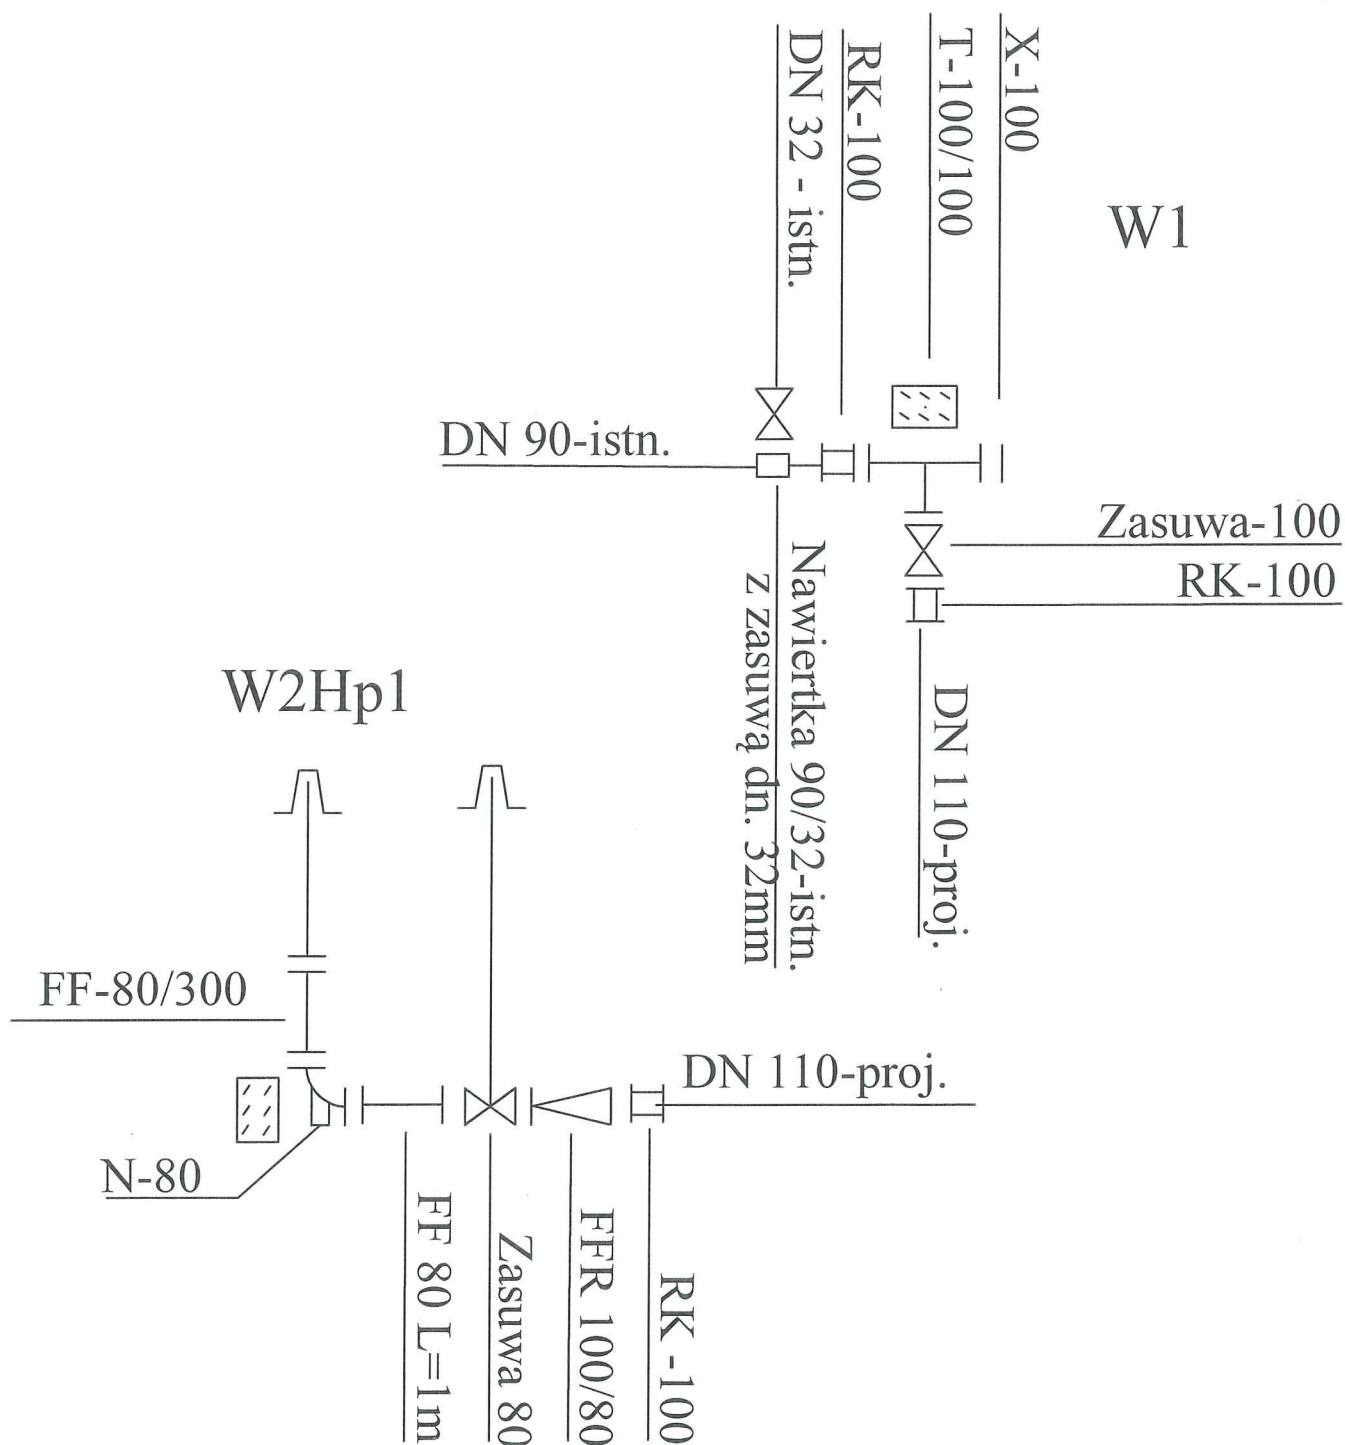 X-100
T-100/100
RK-100
DN 32 - istn.
W1
DN 90-istn.
Zasuwa-100
RK-100
Nawiertka 90/32-istn.
z zasuwą dn. 32mm
DN 110-proj.
W2Hp1
FF-80/300
DN 110-proj.
N-80
FF 80 L=1m
Zasuwa 80
FFR 100/80
RK -100